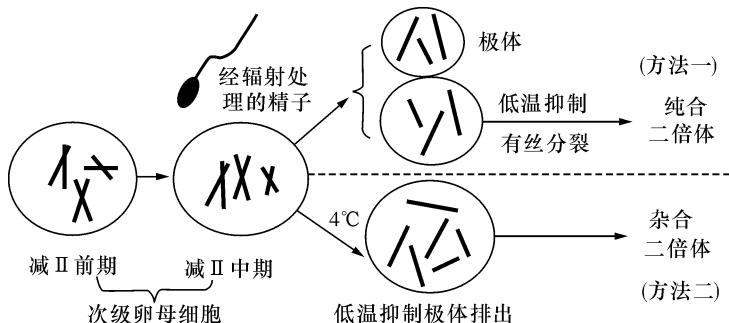 经辐射处
理的精子
极体
(方法一)
低温抑制
有丝分裂
纯合
二倍体
4℃
杂合
二倍体
(方法二)
减Ⅱ前期
减Ⅱ中期
次级卵母细胞
低温抑制极体排出